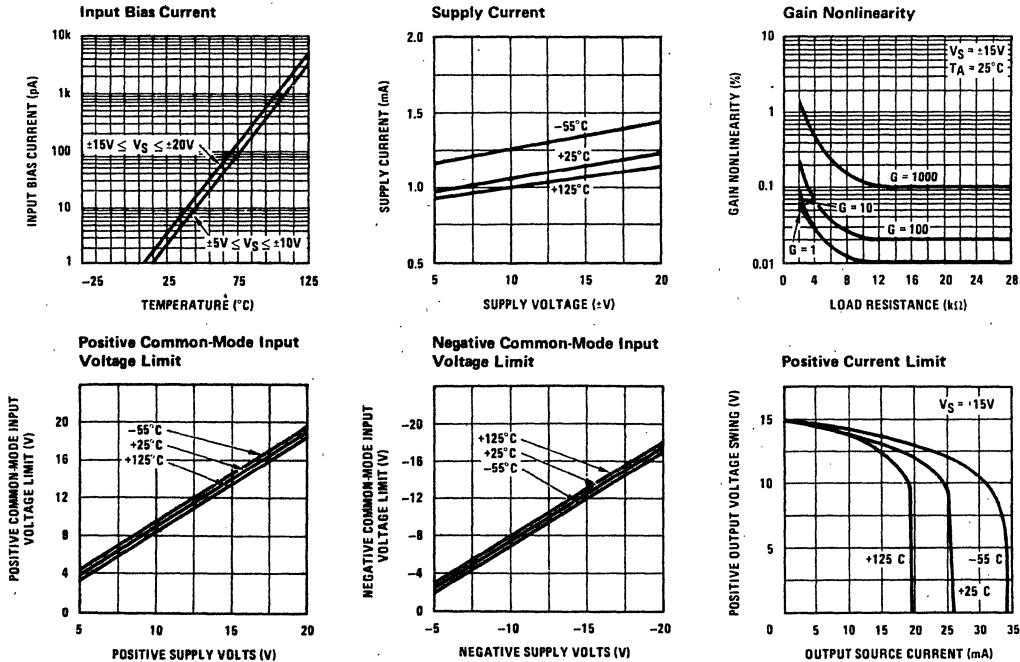 Input Bias Current
10k
1k
100
10
1
INPUT BIAS CURRENT (pA)
±15V ≤ VS ≤ ±20V
±5V ≤ VS ≤ ±10V
−25
25
75
125
TEMPERATURE (°C)
Supply Current
2.0
1.5
1.0
0.5
SUPPLY CURRENT (mA)
−55°C
+25°C
+125°C
5
10
15
20
SUPPLY VOLTAGE (±V)
Gain Nonlinearity
10
1
0.1
0.01
GAIN NONLINEARITY (%)
VS = ±15V
TA = 25°C
G = 1000
G = 10
G = 100
G = 1
0 4 8 12 16 20 24 28
LOAD RESISTANCE (kΩ)
Positive Common-Mode Input
Voltage Limit
20
16
12
8
4
0
POSITIVE COMMON-MODE INPUT
VOLTAGE LIMIT (V)
−55°C
+25°C
+125°C
5
10
15
20
POSITIVE SUPPLY VOLTS (V)
Negative Common-Mode Input
Voltage Limit
−20
−16
−12
−8
−4
0
NEGATIVE COMMON-MODE INPUT
VOLTAGE LIMIT (V)
+125°C
+25°C
−55°C
−5
−10
−15
−20
NEGATIVE SUPPLY VOLTS (V)
Positive Current Limit
15
10
5
POSITIVE OUTPUT VOLTAGE SWING (V)
VS = ±15V
+125 C
−55 C
+25 C
0 5 10 15 20 25 30 35
OUTPUT SOURCE CURRENT (mA)